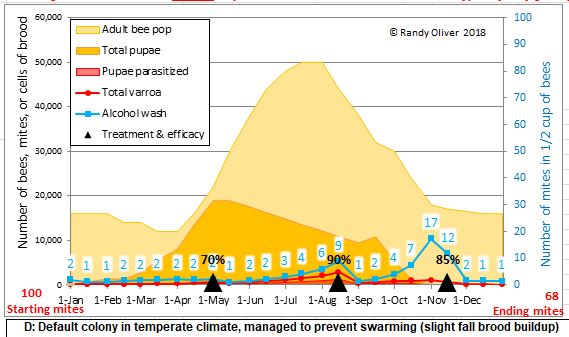 60,000
50,000
40,000
30,000
20,000
10,000
0
Number of bees, mites, or cells of brood
Adult bee pop
Total pupae
Pupae parasitized
Total varroa
Alcohol wash
Treatment & efficacy
© Randy Oliver 2018
100
90
80
70
60
50
40
30
20
10
0
Number of mites in 1/2 cup of bees
2 1 1 2 2 2 2 2 1 2 2 3 4 6 9 1 2 4 7 17 12 2 1 1
70% 90% 85%
1-Jan 1-Feb 1-Mar 1-Apr 1-May 1-Jun 1-Jul 1-Aug 1-Sep 1-Oct 1-Nov 1-Dec
100
Starting mites
68
Ending mites
D: Default colony in temperate climate, managed to prevent swarming (slight fall brood buildup)